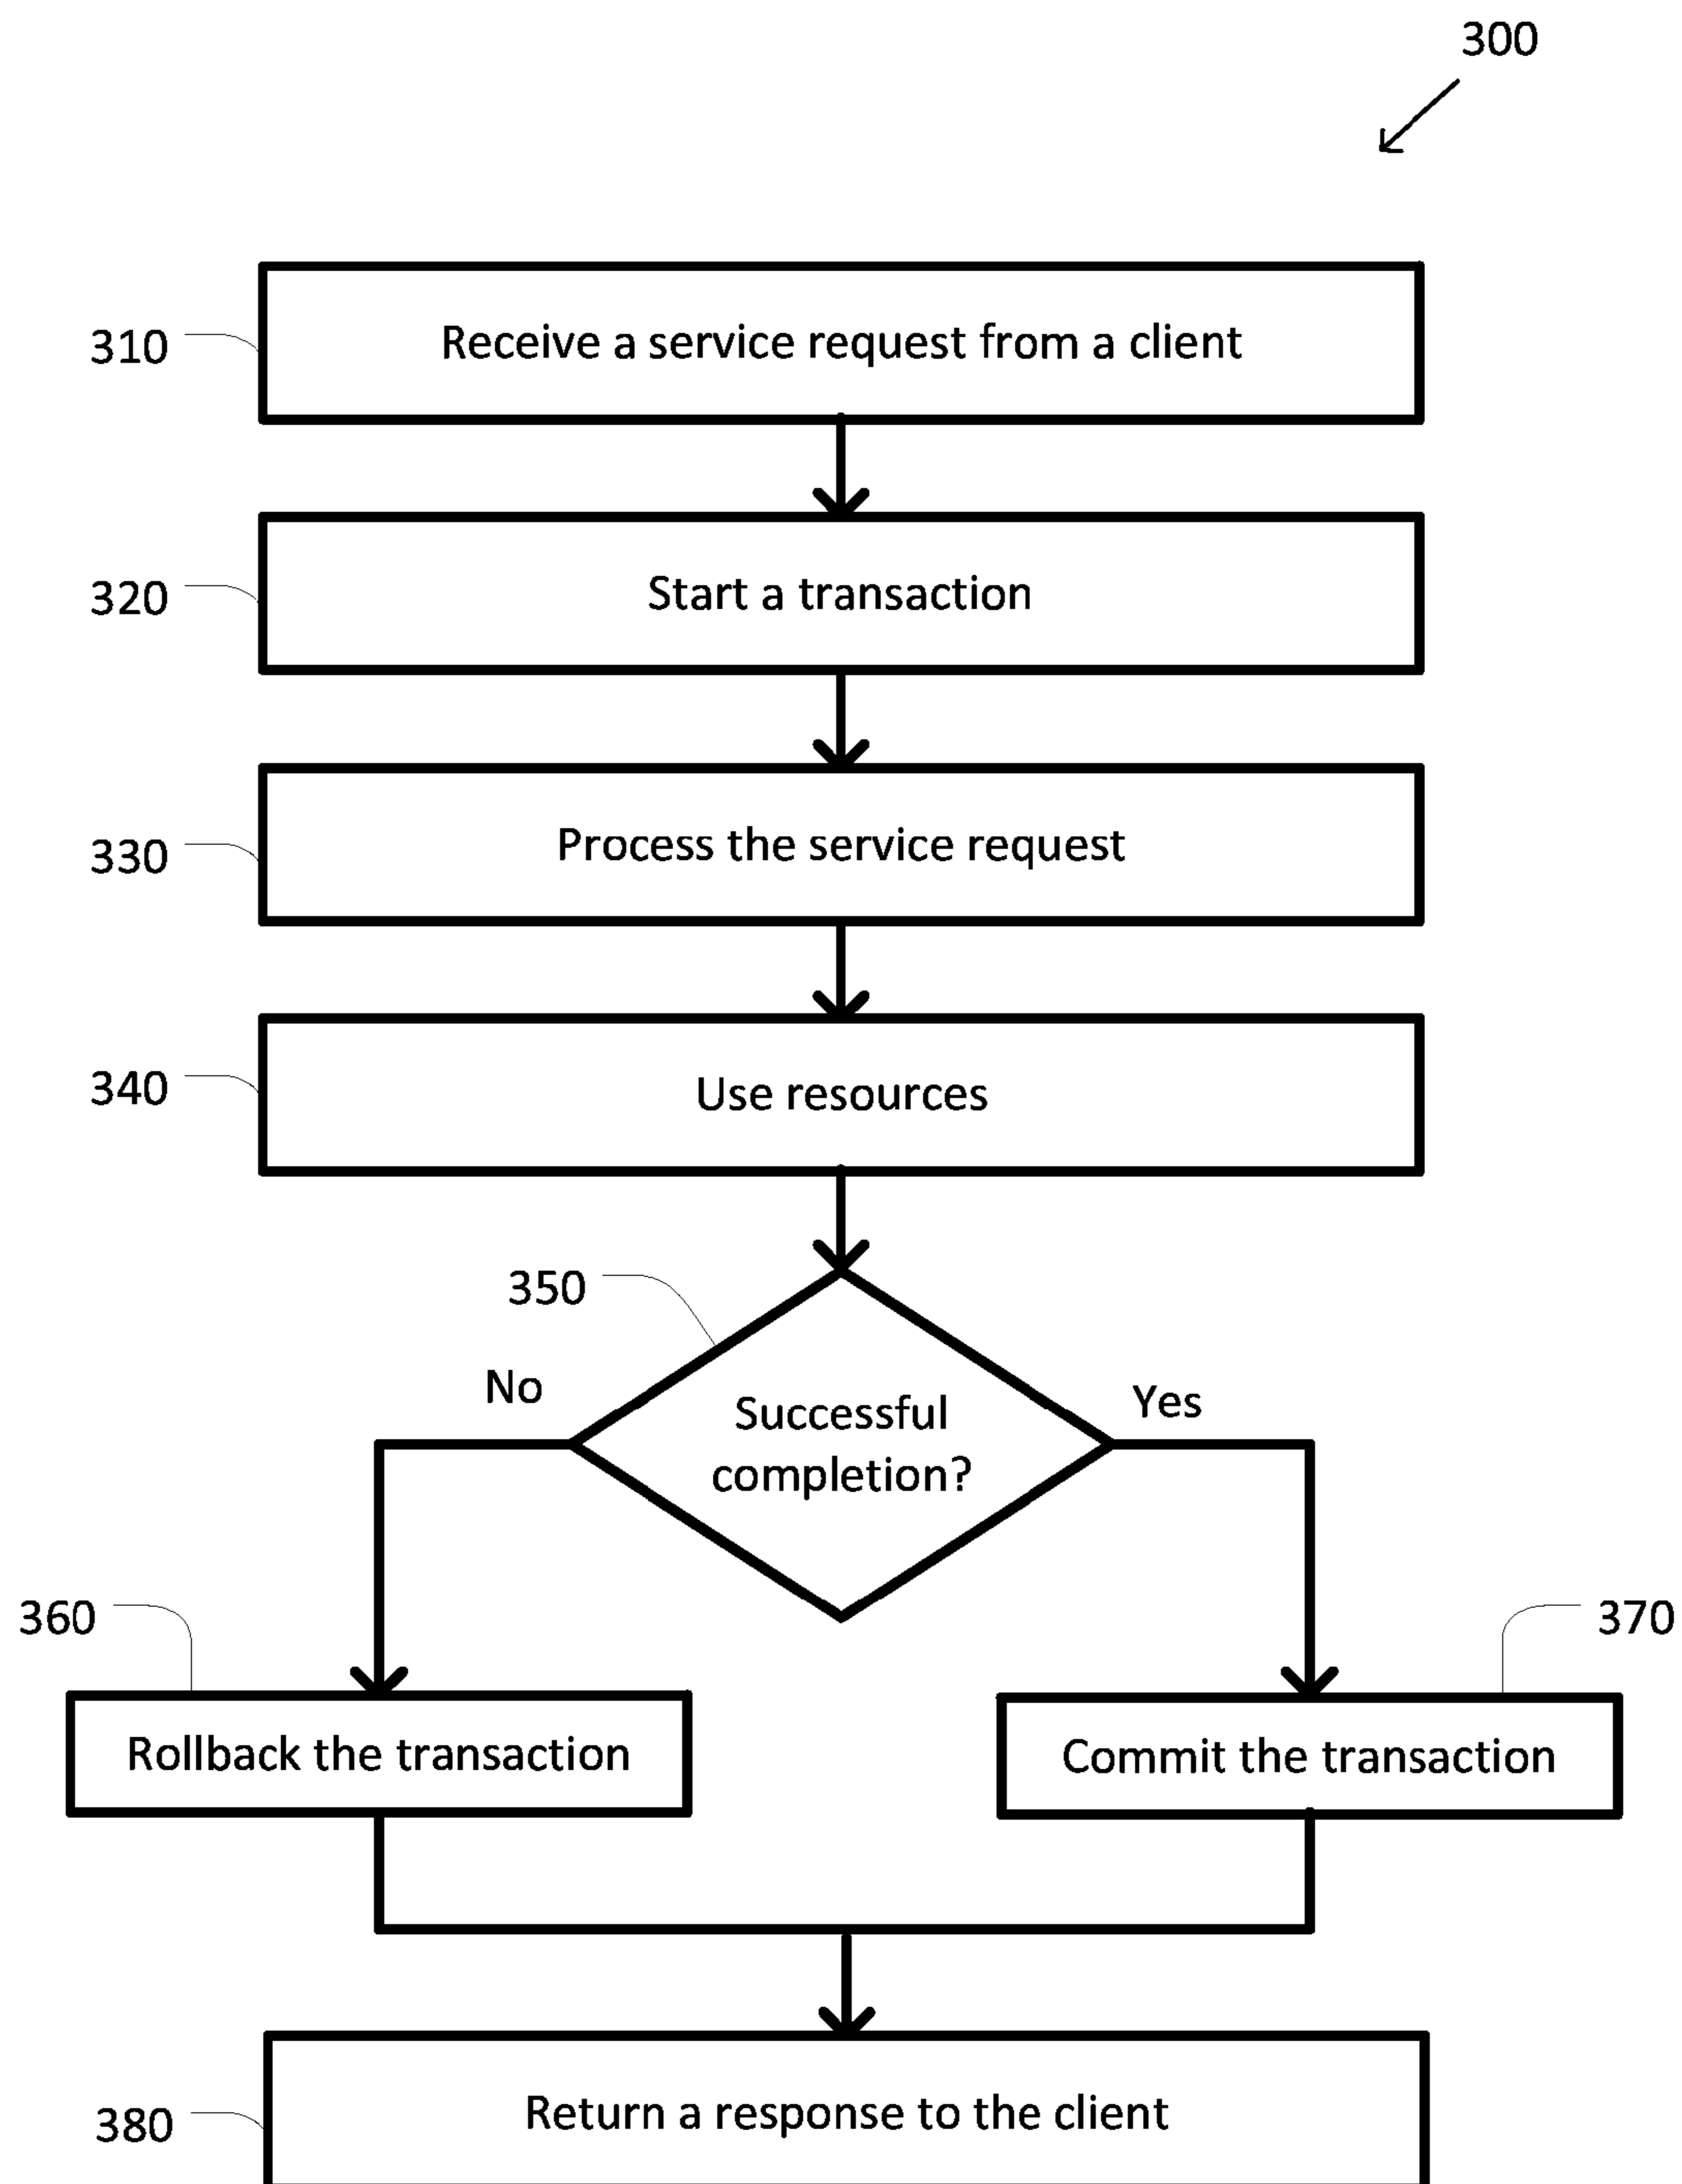 300
310
Receive a service request from a client
320
Start a transaction
330
Process the service request
340
Use resources
350
No
Successful
completion?
Yes
360
370
Rollback the transaction
Commit the transaction
380
Return a response to the client